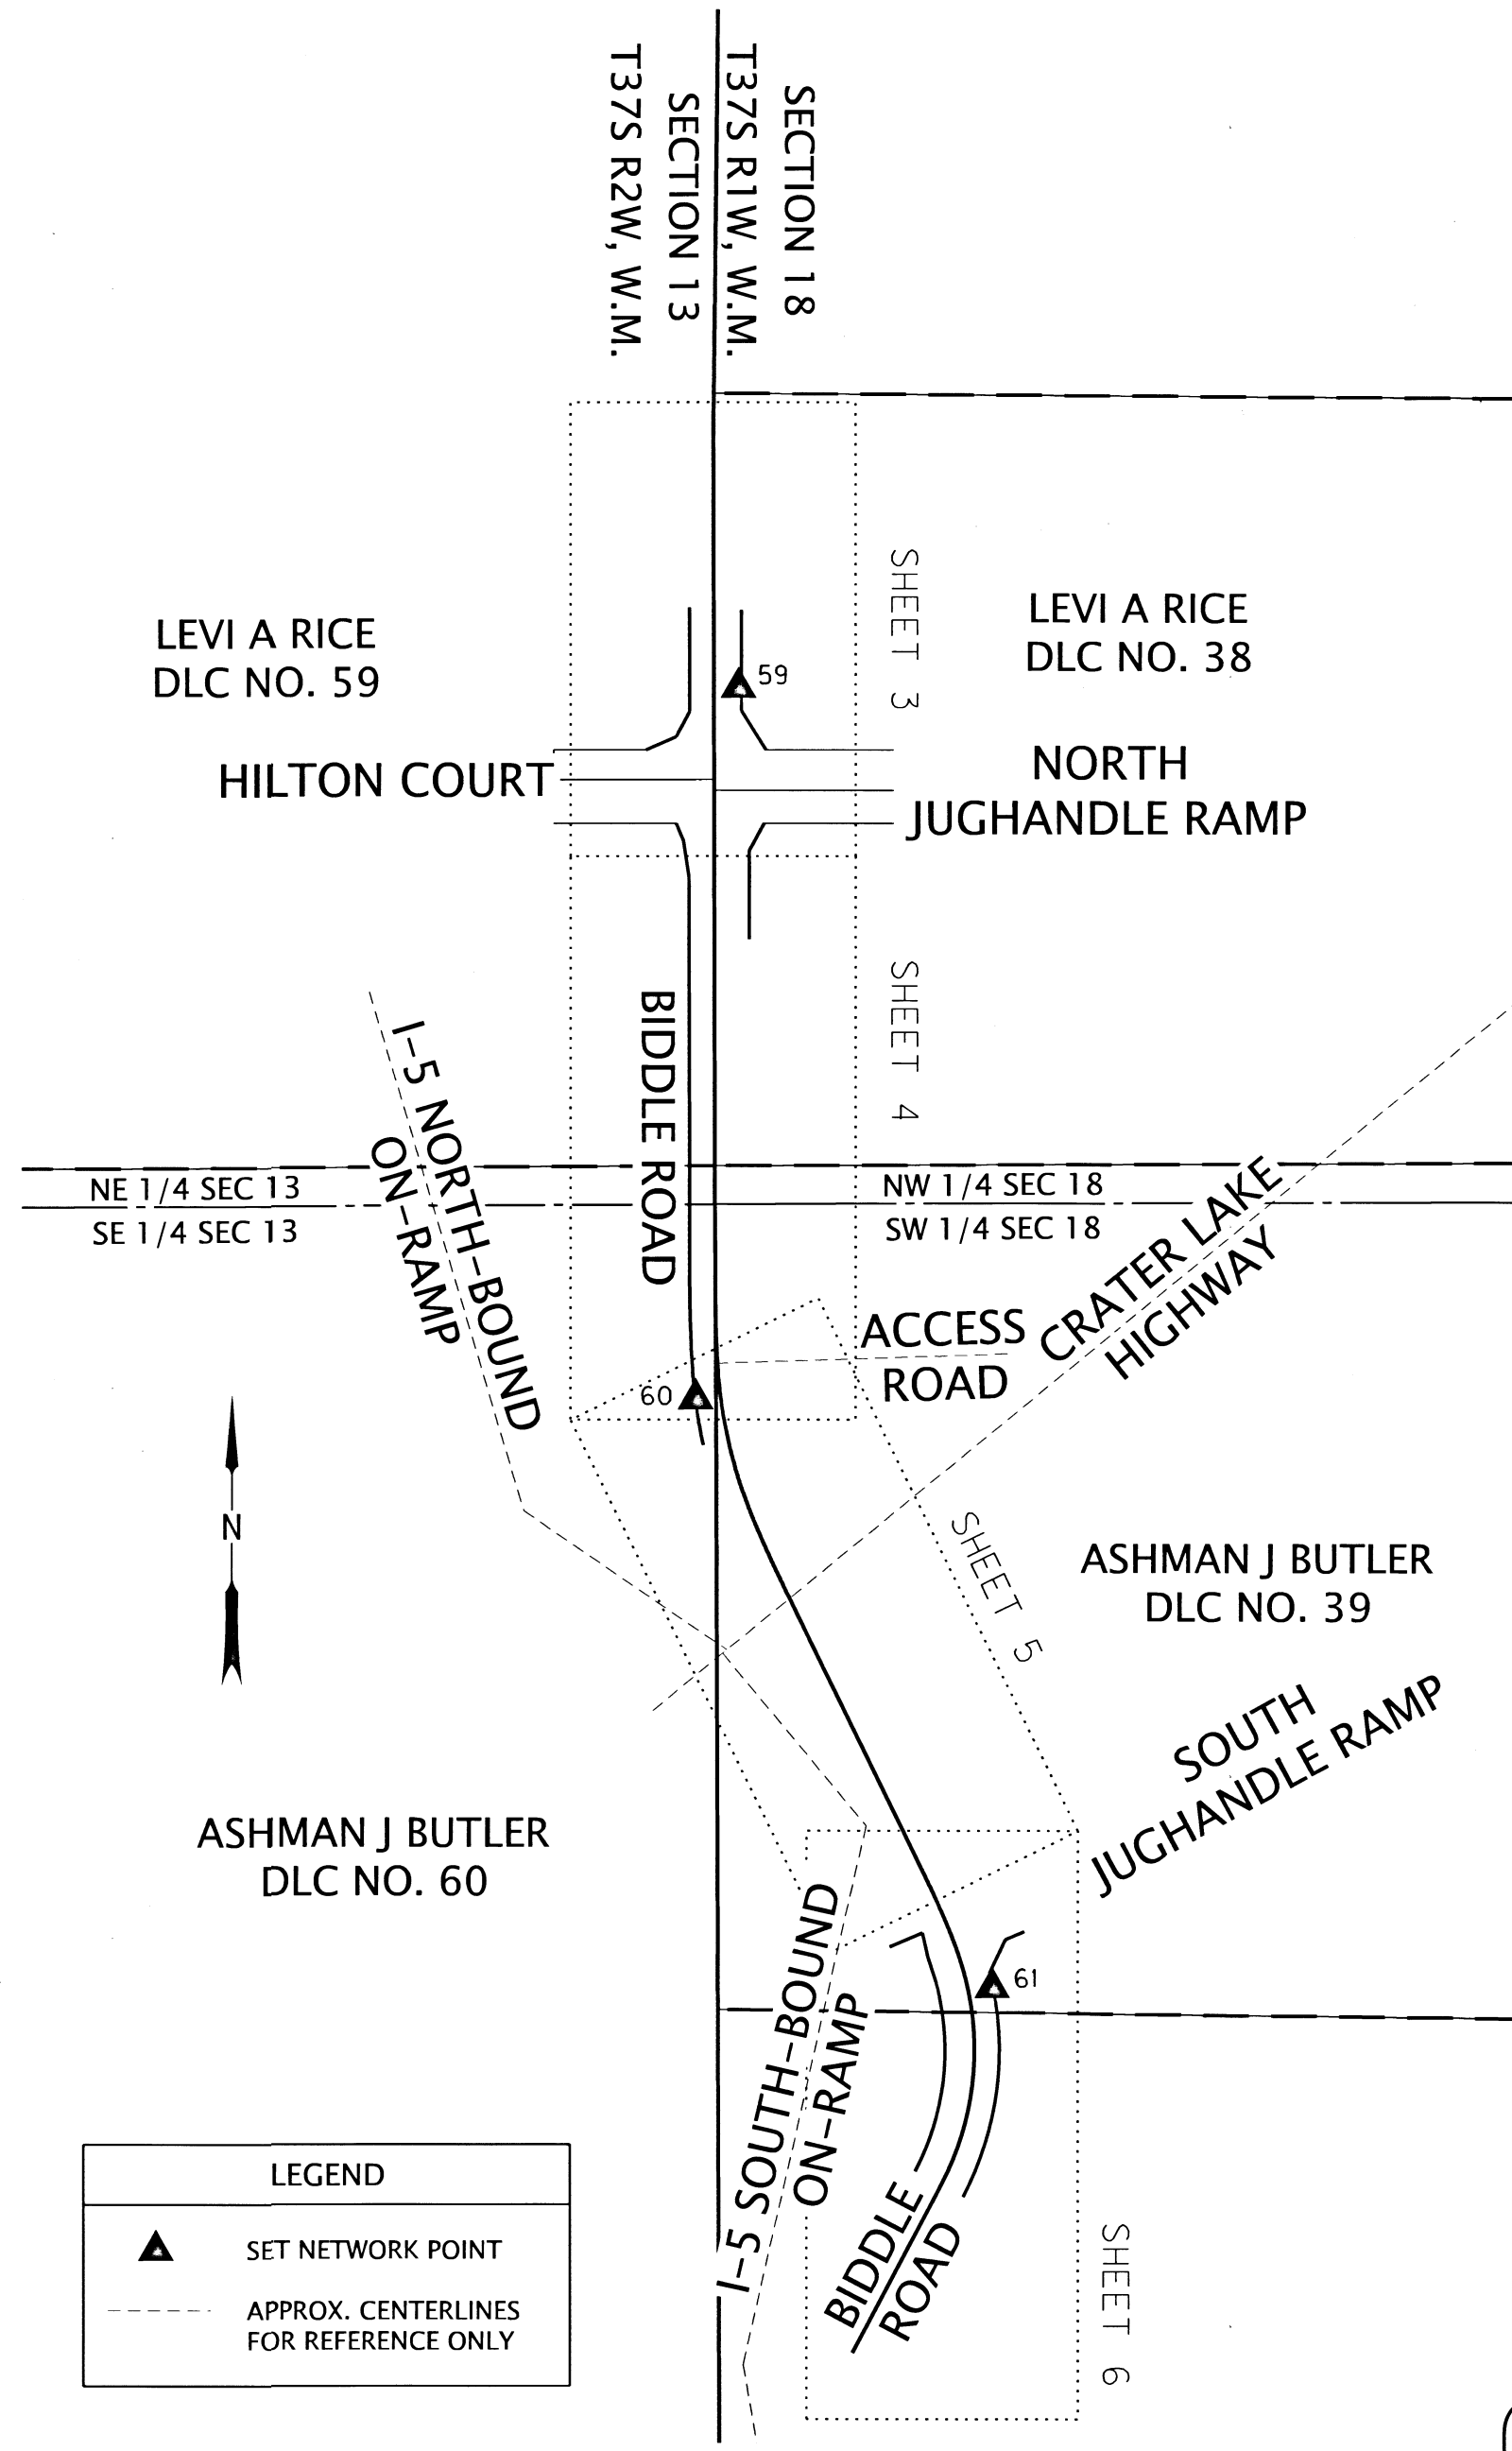 SECTION 18
T37S R1W, W.M.
SECTION 13
T37S R2W, W.M.
SHEET 3
LEVI A RICE
DLC NO. 59
LEVI A RICE
DLC NO. 38
59
HILTON COURT
NORTH
JUGHANDLE RAMP
SHEET 4
BIDDLE ROAD
I-5 NORTH-BOUND
ON-RAMP
NE 1/4 SEC 13
SE 1/4 SEC 13
NW 1/4 SEC 18
SW 1/4 SEC 18
CRATER LAKE
HIGHWAY
ACCESS
ROAD
60
N
SHEET 5
ASHMAN J BUTLER
DLC NO. 39
SOUTH
JUGHANDLE RAMP
ASHMAN J BUTLER
DLC NO. 60
61
I-5 SOUTH-BOUND
ON-RAMP
BIDDLE
ROAD
SHEET 6
LEGEND
SET NETWORK POINT
APPROX. CENTERLINES
FOR REFERENCE ONLY